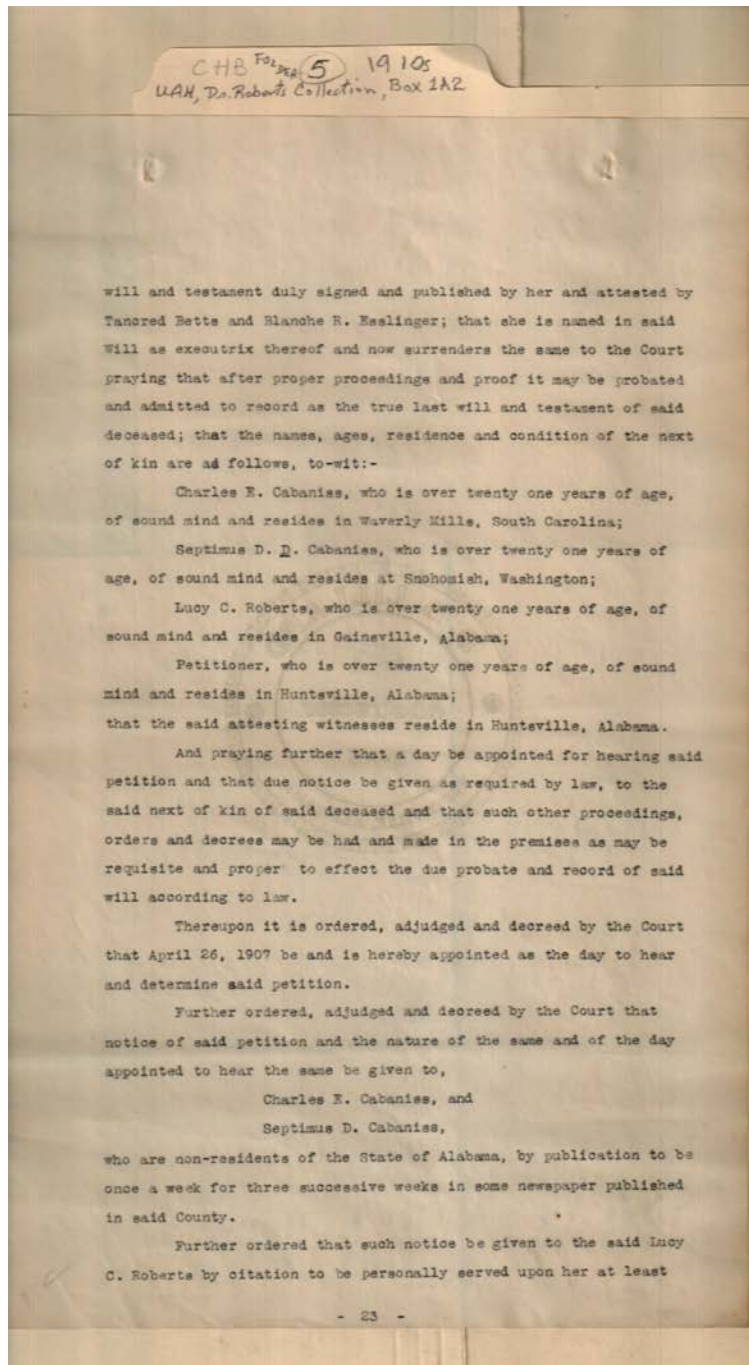 CHB FOLDER 5 1910s
UAH, Dr. Roberts Collection, Box 1A2
will and testament duly signed and published by her and attested by
Tancred Betts and Blanche R. Esslinger; that she is named in said
Will as executrix thereof and now surrenders the same to the Court
praying that after proper proceedings and proof it may be probated
and admitted to record as the true last will and testament of said
deceased; that the names, ages, residence and condition of the next
of kin are ad follows, to-wit:-
Charles E. Cabaniss, who is over twenty one years of age,
of sound mind and resides in Waverly Mills, South Carolina;
Septimus D. D. Cabaniss, who is over twenty one years of
age, of sound mind and resides at Snohomish, Washington;
Lucy C. Roberts, who is over twenty one years of age, of
sound mind and resides in Gainsville, Alabama;
Petitioner, who is over twenty one years of age, of sound
mind and resides in Huntsville, Alabama;
that the said attesting witnesses reside in Huntsville, Alabama.
And praying further that a day be appointed for hearing said
petition and that due notice be given as required by law, to the
said next of kin of said deceased and that such other proceedings,
orders and decrees may be had and made in the premises as may be
requisite and proper to effect the due probate and record of said
will according to law.
Thereupon it is ordered, adjudged and decreed by the Court
that April 26, 1907 be and is hereby appointed as the day to hear
and determine said petition.
Further ordered, adjudged and decreed by the Court that
notice of said petition and the nature of the same and of the day
appointed to hear the same be given to,
Charles E. Cabaniss, and
Septimus D. Cabaniss,
who are non-residents of the State of Alabama, by publication to be
once a week for three successive weeks in some newspaper published
in said County.
Further ordered that such notice be given to the said Lucy
C. Roberts by citation to be personally served upon her at least
- 23 -